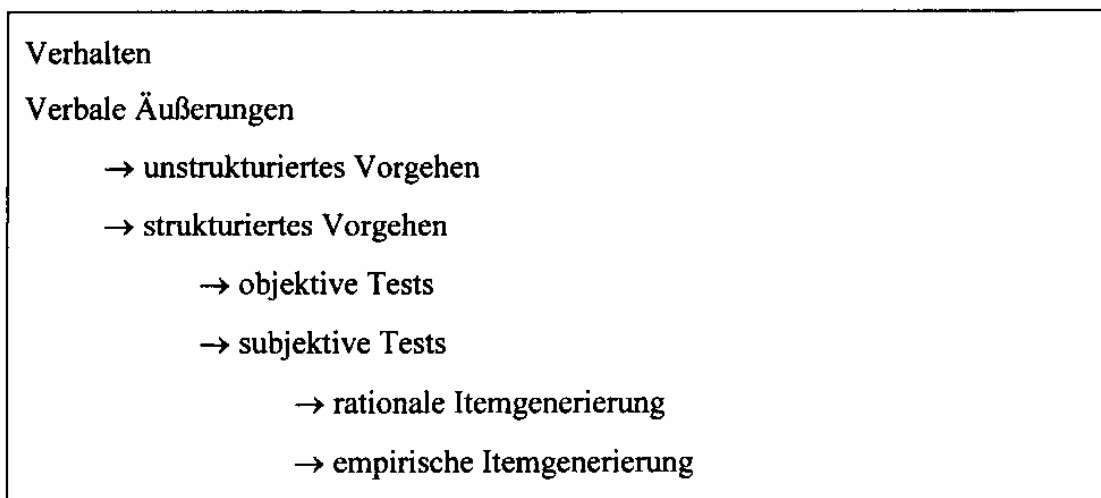 Verhalten
Verbale Äußerungen
→ unstrukturiertes Vorgehen
→ strukturiertes Vorgehen
→ objektive Tests
→ subjektive Tests
→ rationale Itemgenerierung
→ empirische Itemgenerierung